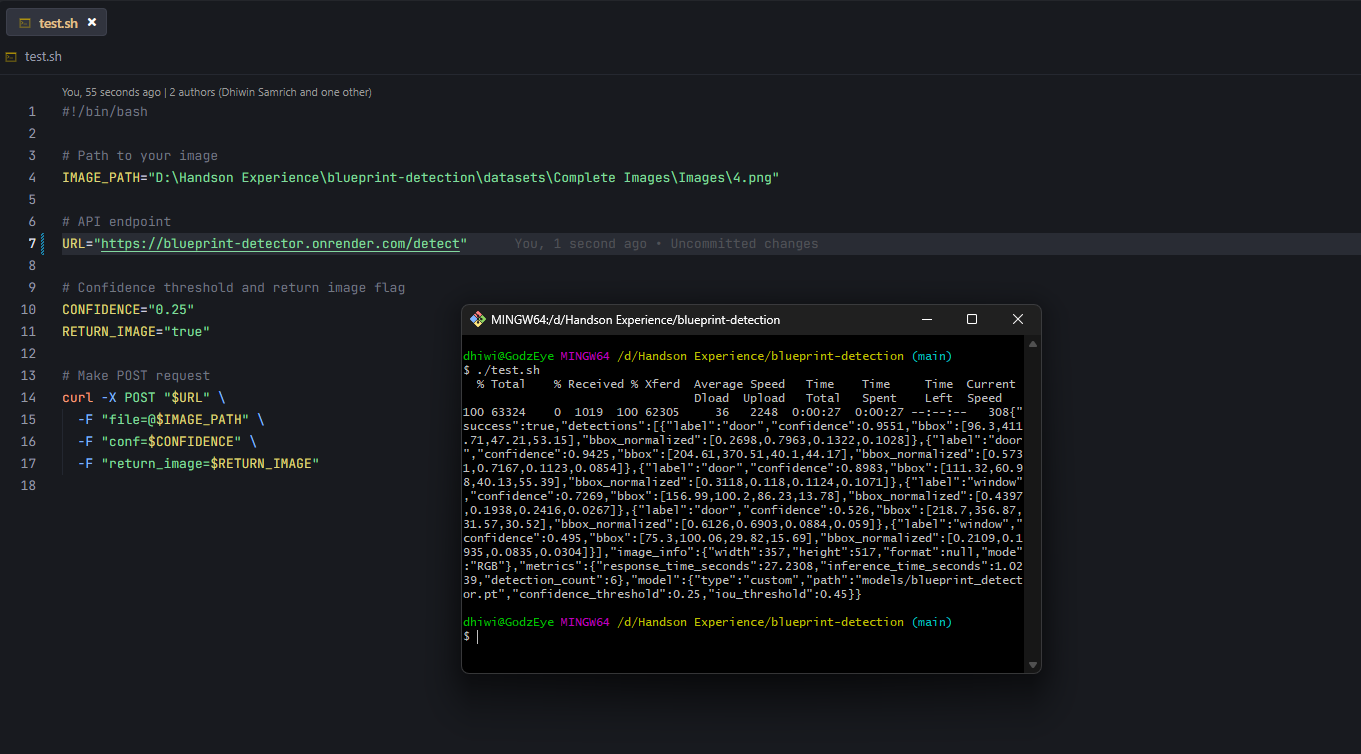 test.sh ×
test.sh
You, 55 seconds ago | 2 authors (Dhiwin Samrich and one other)
1 #!/bin/bash
2
3 # Path to your image
4 IMAGE_PATH="D:\Handson Experience\blueprint-detection\datasets\Complete Images\Images\4.png"
5
6 # API endpoint
7 URL="https://blueprint-detector.onrender.com/detect" You, 1 second ago • Uncommitted changes
8
9 # Confidence threshold and return image flag
10 CONFIDENCE="0.25"
11 RETURN_IMAGE="true"
12
13 # Make POST request
14 curl -X POST "$URL" \
15 -F "file=@$IMAGE_PATH" \
16 -F "conf=$CONFIDENCE" \
17 -F "return_image=$RETURN_IMAGE"
18
MINGW64:/d/Handson Experience/blueprint-detection
dhiwi@GodzEye MINGW64 /d/Handson Experience/blueprint-detection (main)
$ ./test.sh
% Total % Received % Xferd Average Speed Time Time Time Current
Dload Upload Total Spent Left Speed
100 63324 0 1019 100 62305 36 2248 0:00:27 0:00:27 --:--:-- 308{"
success":true,"detections":[{"label":"door","confidence":0.9551,"bbox":[96.3,411
.71,47.21,53.15],"bbox_normalized":[0.2698,0.7963,0.1322,0.1028]},{"label":"door
","confidence":0.9425,"bbox":[204.61,370.51,40.1,44.17],"bbox_normalized":[0.573
1,0.7167,0.1123,0.0854]},{"label":"door","confidence":0.8983,"bbox":[111.32,60.9
8,40.13,55.39],"bbox_normalized":[0.3118,0.118,0.1124,0.1071]},{"label":"window"
,"confidence":0.7269,"bbox":[156.99,100.2,86.23,13.78],"bbox_normalized":[0.4397
,0.1938,0.2416,0.0267]},{"label":"door","confidence":0.526,"bbox":[218.7,356.87,
31.57,30.52],"bbox_normalized":[0.6126,0.6903,0.0884,0.059]},{"label":"window","
confidence":0.495,"bbox":[75.3,100.06,29.82,15.69],"bbox_normalized":[0.2109,0.1
935,0.0835,0.0304]}],"image_info":{"width":357,"height":517,"format":null,"mode"
:"RGB"},"metrics":{"response_time_seconds":27.2308,"inference_time_seconds":1.02
39,"detection_count":6},"model":{"type":"custom","path":"models/blueprint_detect
or.pt","confidence_threshold":0.25,"iou_threshold":0.45}}
dhiwi@GodzEye MINGW64 /d/Handson Experience/blueprint-detection (main)
$